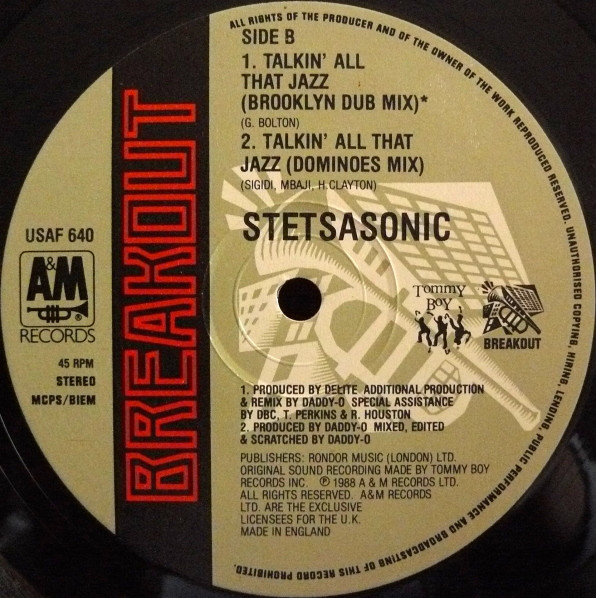 ALL RIGHTS OF THE PRODUCER AND OF THE OWNER OF THE WORK REPRODUCED RESERVED. UNAUTHORISED COPYING, HIRING, LENDING, PUBLIC PERFORMANCE AND BROADCASTING OF THIS RECORD PROHIBITED.
SIDE B
1. TALKIN' ALL
THAT JAZZ
(BROOKLYN DUB MIX)*
(G. BOLTON)
2. TALKIN' ALL THAT
JAZZ (DOMINOES MIX)
(SIGIDI, MBAJI, H.CLAYTON)
STETSASONIC
BREAKOUT
USAF 640
A&M
®
RECORDS
45 RPM
STEREO
MCPS/BIEM
Tommy
Boy
BREAKOUT
1. PRODUCED BY DELITE ADDITIONAL PRODUCTION
& REMIX BY DADDY-O SPECIAL ASSISTANCE
BY DBC, T. PERKINS & R. HOUSTON
2. PRODUCED BY DADDY-O MIXED, EDITED
& SCRATCHED BY DADDY-O
PUBLISHERS: RONDOR MUSIC (LONDON) LTD.
ORIGINAL SOUND RECORDING MADE BY TOMMY BOY
RECORDS INC. ℗ 1988 A & M RECORDS LTD.
ALL RIGHTS RESERVED. A&M RECORDS
LTD. ARE THE EXCLUSIVE
LICENSEES FOR THE U.K.
MADE IN ENGLAND